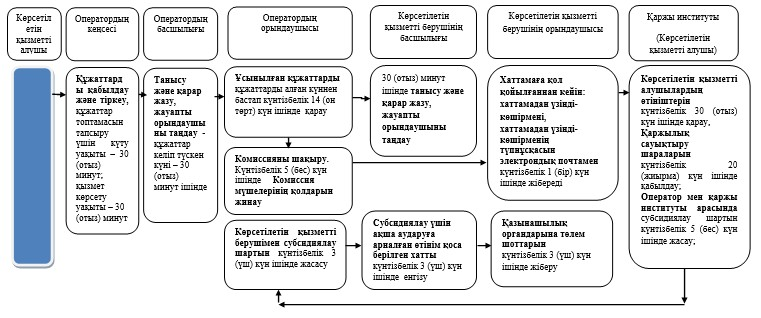 Көрсетіл
етін
қызметті
алушы
Оператордың
кеңсесі
Оператордың
басшылығы
Оператордың
орындаушысы
Көрсетілетін
қызметті берушінің
басшылығы
Көрсетілетін қызметті
берушінің орындаушысы
Қаржы институты
(Көрсетілетін
қызметті алушы)
Құжаттард
ы қабылдау
және тіркеу,
құжаттар
топтамасын
тапсыру
үшін күту
уақыты – 30
(отыз)
минут;
қызмет
көрсету
уақыты – 30
(отыз) минут
Танысу
және қарар
жазу,
жауапты
орындаушы
ны таңдау -
құжаттар
келіп түскен
күні – 30
(отыз)
минут ішінде
Ұсынылған құжаттарды
құжаттарды алған күннен
бастап күнтізбелік 14 (он
төрт) күн ішінде қарау
Комиссияны шақыру.
Күнтізбелік 5 (бес) күн
ішінде Комиссия
мүшелерінің қолдарын
жинау
30 (отыз) минут
ішінде танысу және
қарар жазу,
жауапты
орындаушыны
таңдау
Хаттамаға қол
қойылғаннан кейін:
хаттамадан үзінді-
көшірмені,
хаттамадан үзінді-
көшірменің
түпнұсқасын
электрондық почтамен
күнтізбелік 1 (бір) күн
ішінде жібереді
Көрсетілетін қызметті
алушылардың
өтініштерін
күнтізбелік 30 (отыз)
күн ішінде қарау,
Қаржылық
сауықтыру
шараларын
күнтізбелік 20
(жиырма) күн ішінде
қабылдау;
Оператор мен қаржы
институты арасында
субсидиялау шартын
күнтізбелік 5 (бес) күн
ішінде жасау;
Көрсетілетін қызметті
берушімен субсидиялау
шартын күнтізбелік 3
(үш) күн ішінде жасасу
Субсидиялау үшін
ақша аударуға
арналған өтінім қоса
берілген хатты
күнтізбелік 3 (үш) күн
ішінде енгізу
Қазынашылық
органдарына төлем
шоттарын
күнтізбелік 3 (үш) күн
ішінде жіберу